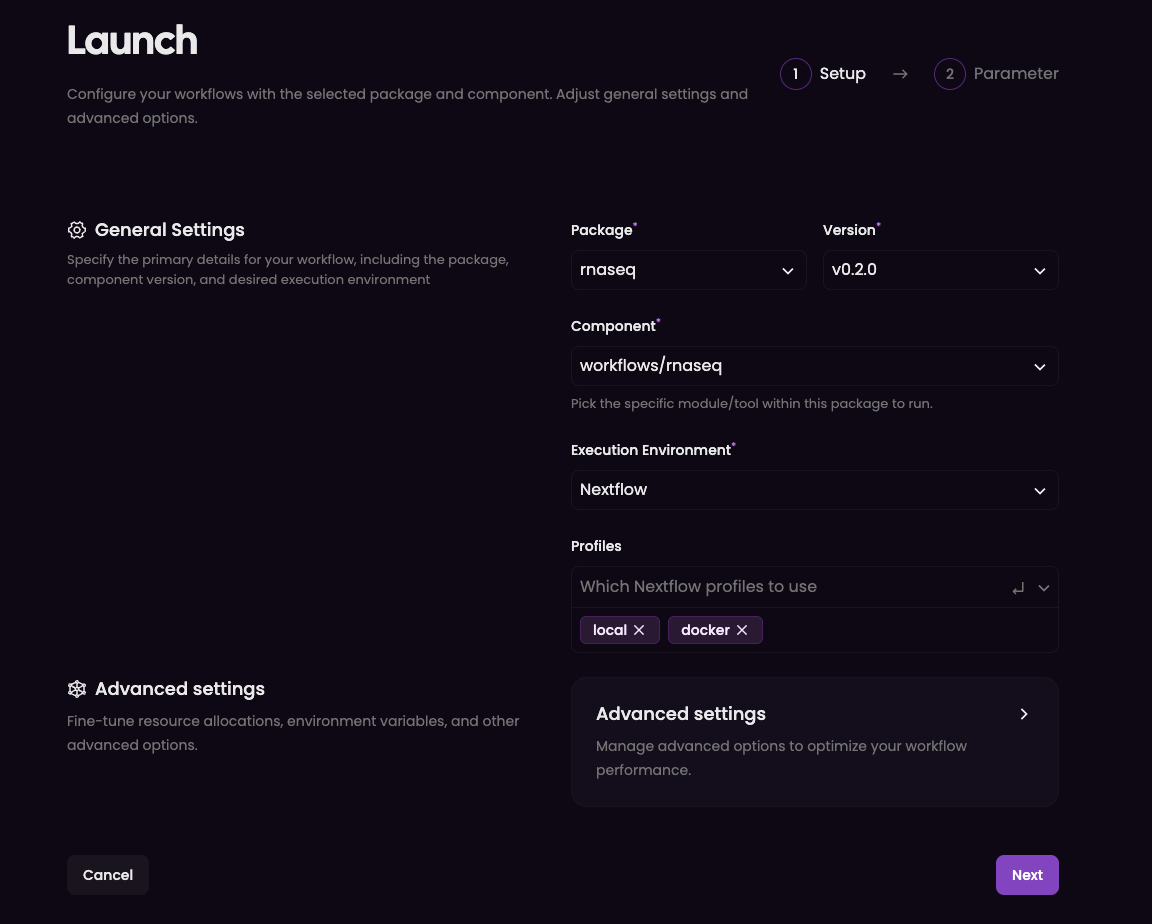 Launch
Configure your workflows with the selected package and component. Adjust general settings and
advanced options.
1 Setup → 2 Parameter
General Settings
Specify the primary details for your workflow, including the package,
component version, and desired execution environment
Package* Version*
rnaseq v0.2.0
Component*
workflows/rnaseq
Pick the specific module/tool within this package to run.
Execution Environment*
Nextflow
Profiles
Which Nextflow profiles to use
local docker
Advanced settings
Fine-tune resource allocations, environment variables, and other
advanced options.
Advanced settings
Manage advanced options to optimize your workflow
performance.
Cancel Next